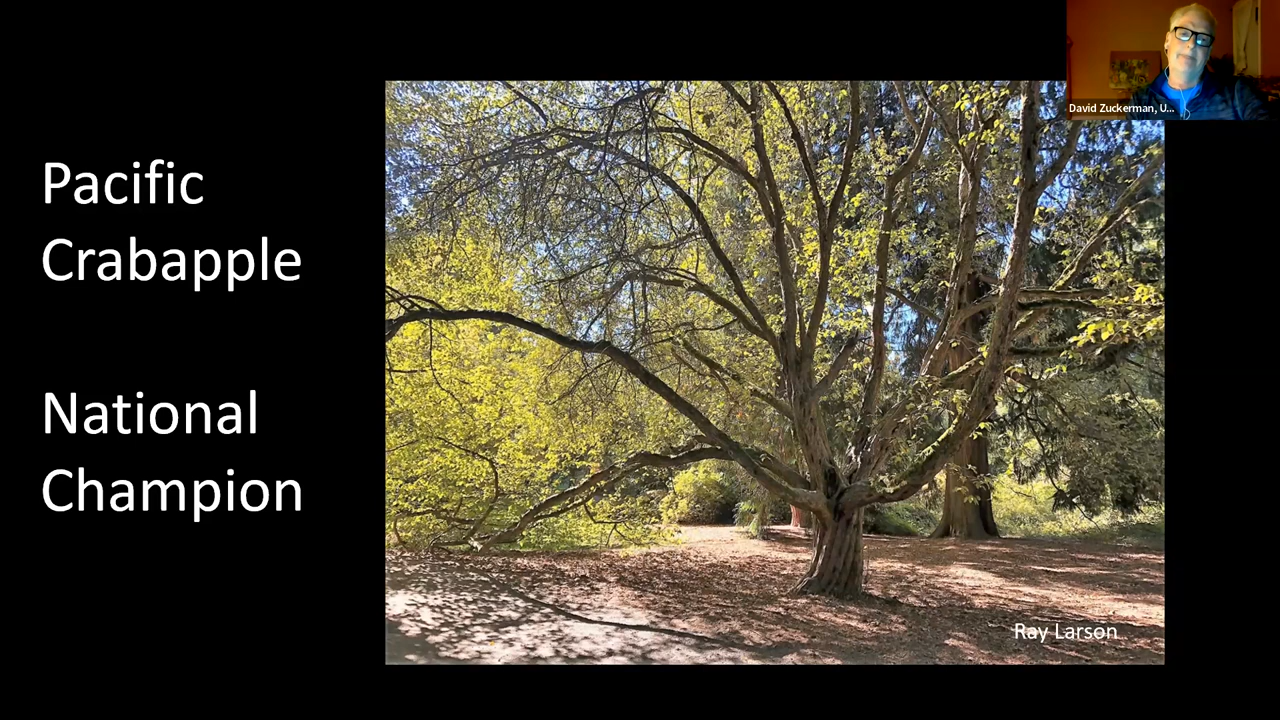 David Zuckerman, U...
Pacific
Crabapple
National
Champion
Ray Larson